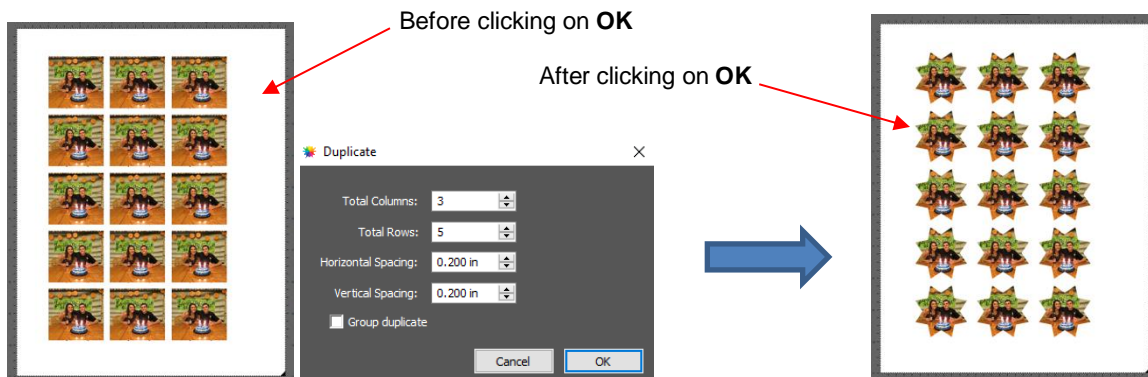 Before clicking on OK
After clicking on OK
Duplicate
Total Columns: 3
Total Rows: 5
Horizontal Spacing: 0.200 in
Vertical Spacing: 0.200 in
Group duplicate
Cancel OK